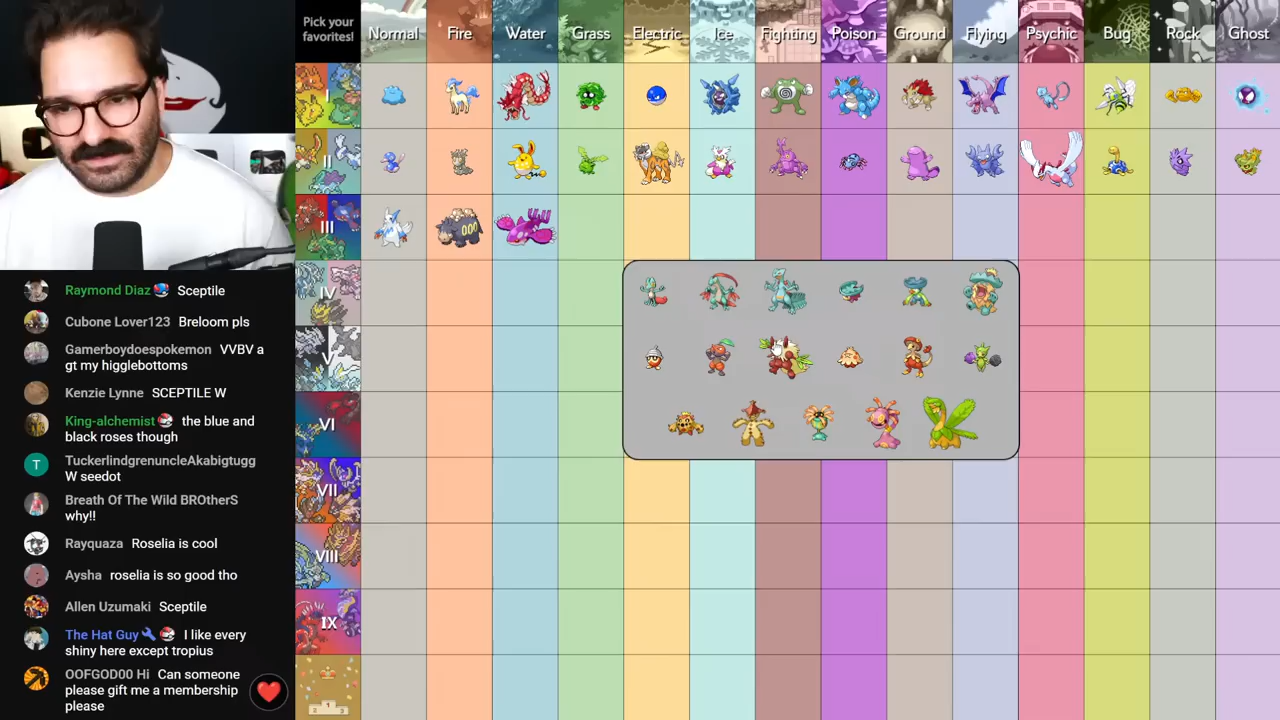 Pick your
favorites!
Normal Fire Water Grass Electric Ice Fighting Poison Ground Flying Psychic Bug Rock Ghost
I
II
III
IV
V
VI
VII
VIII
IX
Raymond Diaz Sceptile
Cubone Lover123 Breloom pls
Gamerboydoespokemon VVBV a
gt my higglebottoms
Kenzie Lynne SCEPTILE W
King-alchemist the blue and
black roses though
TuckerlindgrenuncleAkabigtugg
W seedot
Breath Of The Wild BROtherS
why!!
Rayquaza Roselia is cool
Aysha roselia is so good tho
Allen Uzumaki Sceptile
The Hat Guy I like every
shiny here except tropius
OOFGOD00 Hi Can someone
please gift me a membership
please
T